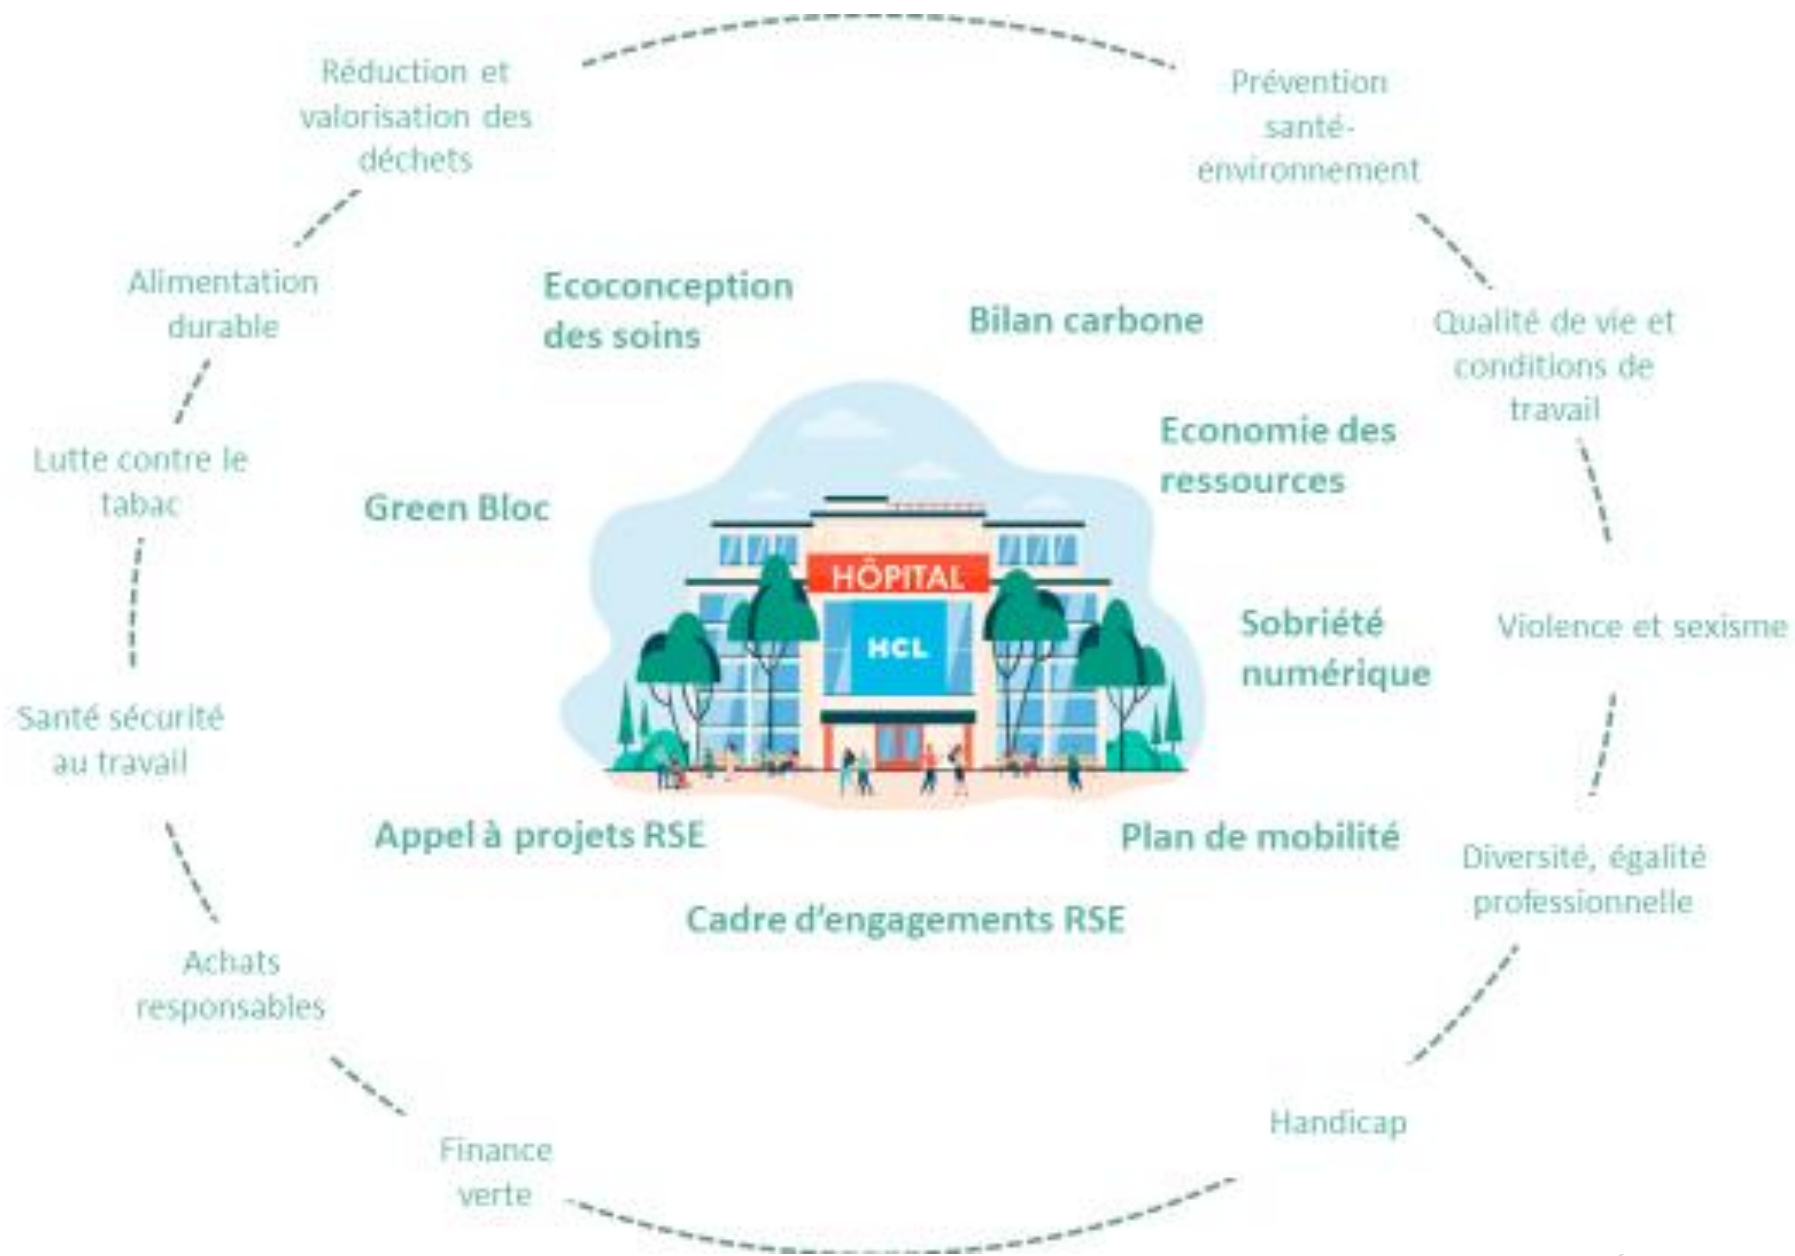 Réduction et
valorisation des
déchets
Prévention
santé-
environnement
Alimentation
durable
Ecoconception
des soins
Bilan carbone
Qualité de vie et
conditions de
travail
Lutte contre le
tabac
Green Bloc
Economie des
ressources
HÔPITAL
HCL
Sobriété
numérique
Violence et sexisme
Santé sécurité
au travail
Appel à projets RSE
Plan de mobilité
Diversité, égalité
professionnelle
Cadre d'engagements RSE
Achats
responsables
Handicap
Finance
verte